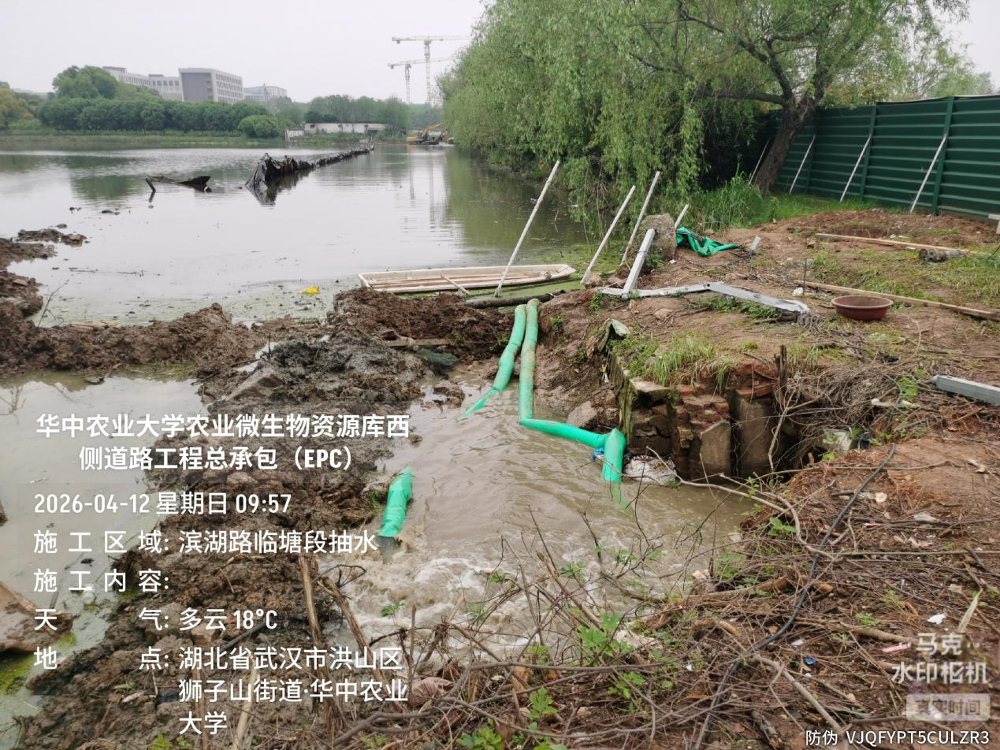 华中农业大学农业微生物资源库西
侧道路工程总承包（EPC）
2026-04-12 星期日 09:57
施工区域: 滨湖路临塘段抽水
施工内容:
天气: 多云 18°C
地点: 湖北省武汉市洪山区
狮子山街道·华中农业
大学
马克
水印相机
真实时间
防伪 VJQFYPT5CULZR3